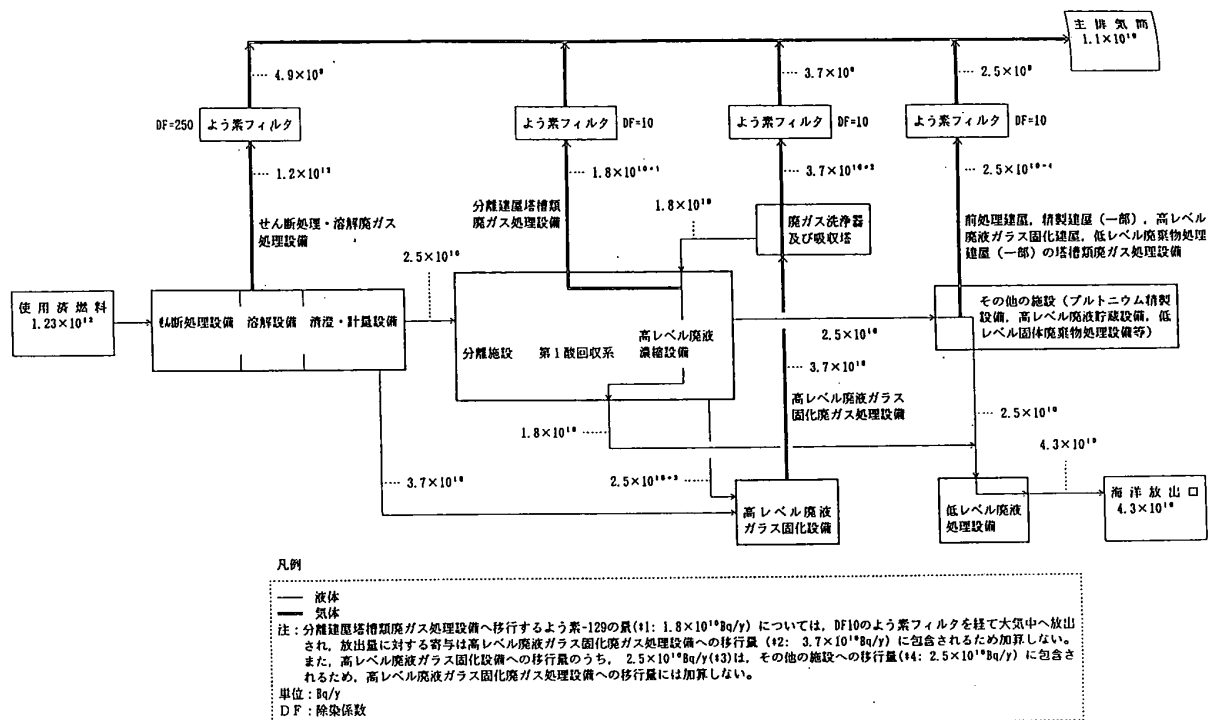 主排気筒
1.1×10¹⁰
4.9×10⁹
3.7×10⁹
2.5×10⁹
DF=250
よう素フィルタ
よう素フィルタ
DF=10
よう素フィルタ
DF=10
よう素フィルタ
DF=10
1.2×10¹²
1.8×10¹⁰*¹
3.7×10¹⁰*²
2.5×10¹⁰*⁴
せん断処理・溶解廃ガス
処理設備
分離建屋塔槽類
廃ガス処理設備
1.8×10¹⁰
廃ガス洗浄器
及び吸収塔
前処理建屋,精製建屋(一部),高レベル
廃液ガラス固化建屋,低レベル廃棄物処理
建屋(一部)の塔槽類廃ガス処理設備
2.5×10¹⁰
使用済燃料
1.23×10¹²
せん断処理設備
溶解設備
清澄・計量設備
分離施設
第1酸回収系
高レベル廃液
濃縮設備
2.5×10¹⁰
その他の施設(プルトニウム精製
設備,高レベル廃液貯蔵設備,低
レベル固体廃棄物処理設備等)
3.7×10¹⁰
高レベル廃液ガラス
固化廃ガス処理設備
1.8×10¹⁰
2.5×10¹⁰
4.3×10¹⁰
3.7×10¹⁰
2.5×10¹⁰*³
高レベル廃液
ガラス固化設備
低レベル廃液
処理設備
海洋放出口
4.3×10¹⁰
凡例
液体
気体
注:分離建屋塔槽類廃ガス処理設備へ移行するよう素-129の量(*1: 1.8×10¹⁰Bq/y)については,DF10のよう素フィルタを経て大気中へ放出
され,放出量に対する寄与は高レベル廃液ガラス固化廃ガス処理設備への移行量(*2: 3.7×10¹⁰Bq/y)に包含されるため加算しない。
また,高レベル廃液ガラス固化設備への移行量のうち, 2.5×10¹⁰Bq/y(*3)は,その他の施設への移行量(*4: 2.5×10¹⁰Bq/y)に包含さ
れるため,高レベル廃液ガラス固化廃ガス処理設備への移行量には加算しない。
単位:Bq/y
DF:除染係数